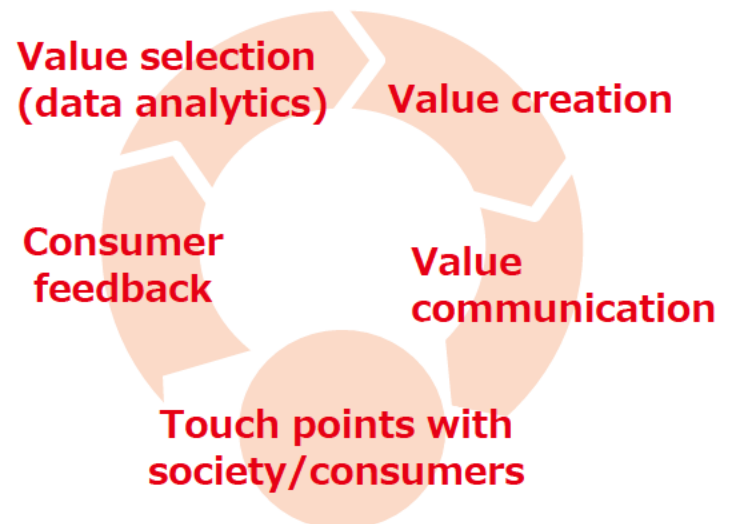 Value selection
(data analytics)
Value creation
Value
communication
Touch points with
society/consumers
Consumer
feedback